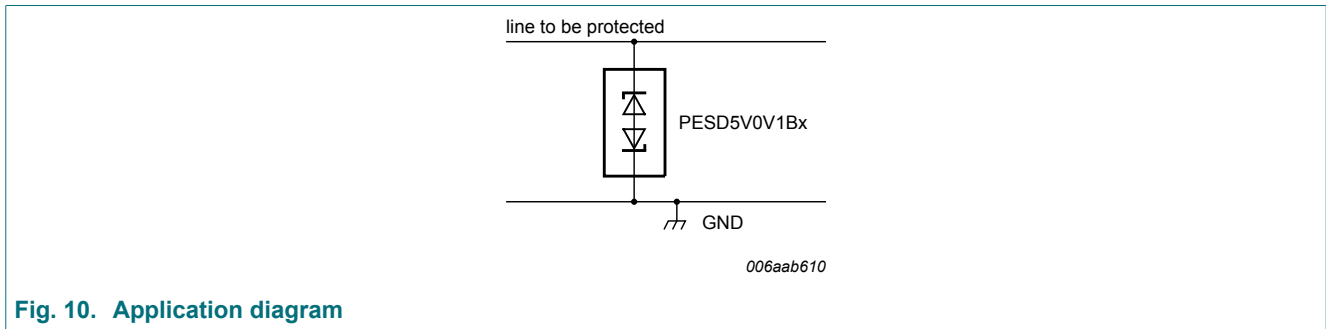 line to be protected
PESD5V0V1Bx
GND
006aab610
Fig. 10. Application diagram